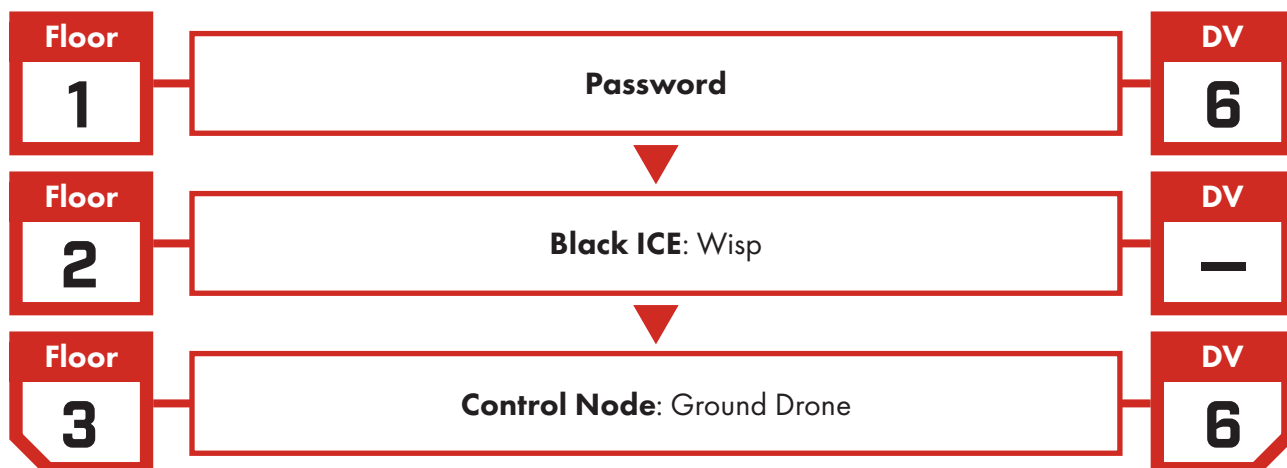 Floor
1
Password
DV
6
Floor
2
Black ICE: Wisp
DV
—
Floor
3
Control Node: Ground Drone
DV
6